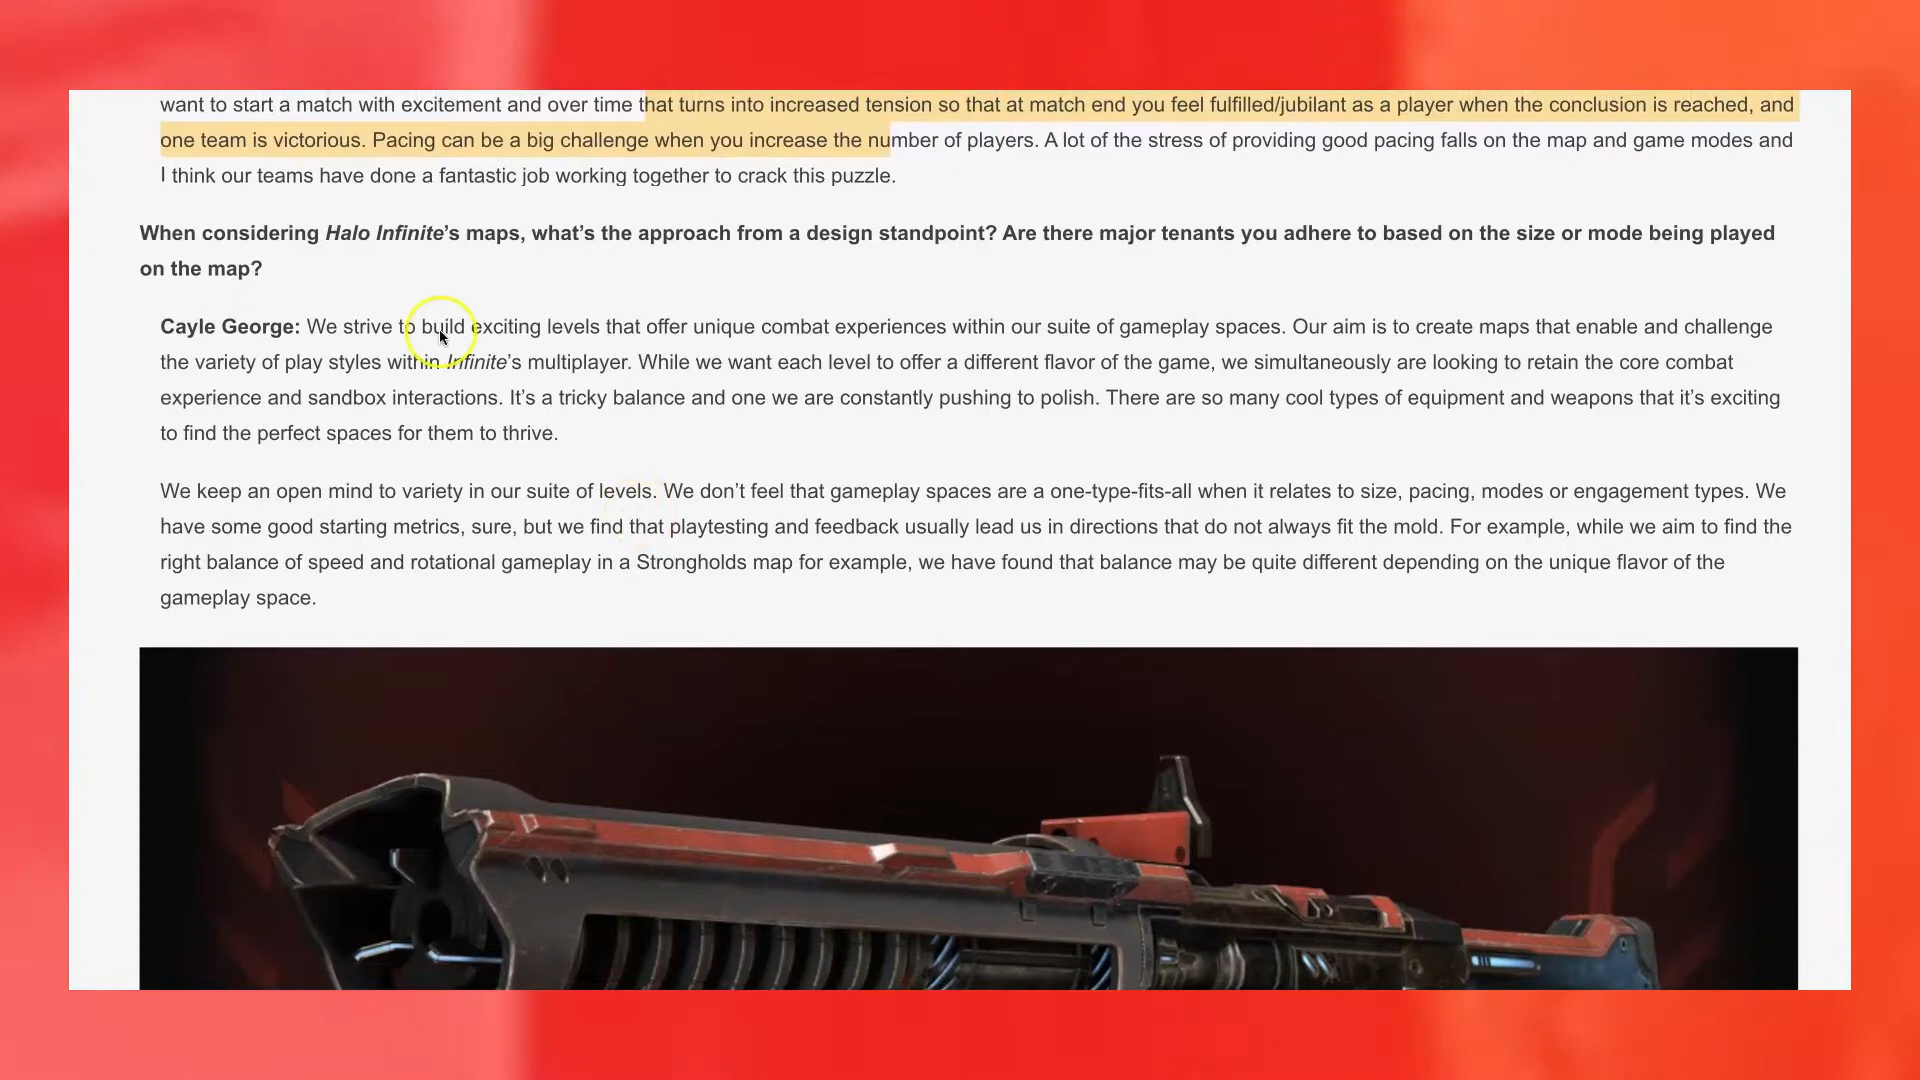 want to start a match with excitement and over time that turns into increased tension so that at match end you feel fulfilled/jubilant as a player when the conclusion is reached, and
one team is victorious. Pacing can be a big challenge when you increase the number of players. A lot of the stress of providing good pacing falls on the map and game modes and
I think our teams have done a fantastic job working together to crack this puzzle.
When considering Halo Infinite’s maps, what’s the approach from a design standpoint? Are there major tenants you adhere to based on the size or mode being played
on the map?
Cayle George: We strive to build exciting levels that offer unique combat experiences within our suite of gameplay spaces. Our aim is to create maps that enable and challenge
the variety of play styles within Infinite’s multiplayer. While we want each level to offer a different flavor of the game, we simultaneously are looking to retain the core combat
experience and sandbox interactions. It’s a tricky balance and one we are constantly pushing to polish. There are so many cool types of equipment and weapons that it’s exciting
to find the perfect spaces for them to thrive.
We keep an open mind to variety in our suite of levels. We don’t feel that gameplay spaces are a one-type-fits-all when it relates to size, pacing, modes or engagement types. We
have some good starting metrics, sure, but we find that playtesting and feedback usually lead us in directions that do not always fit the mold. For example, while we aim to find the
right balance of speed and rotational gameplay in a Strongholds map for example, we have found that balance may be quite different depending on the unique flavor of the
gameplay space.